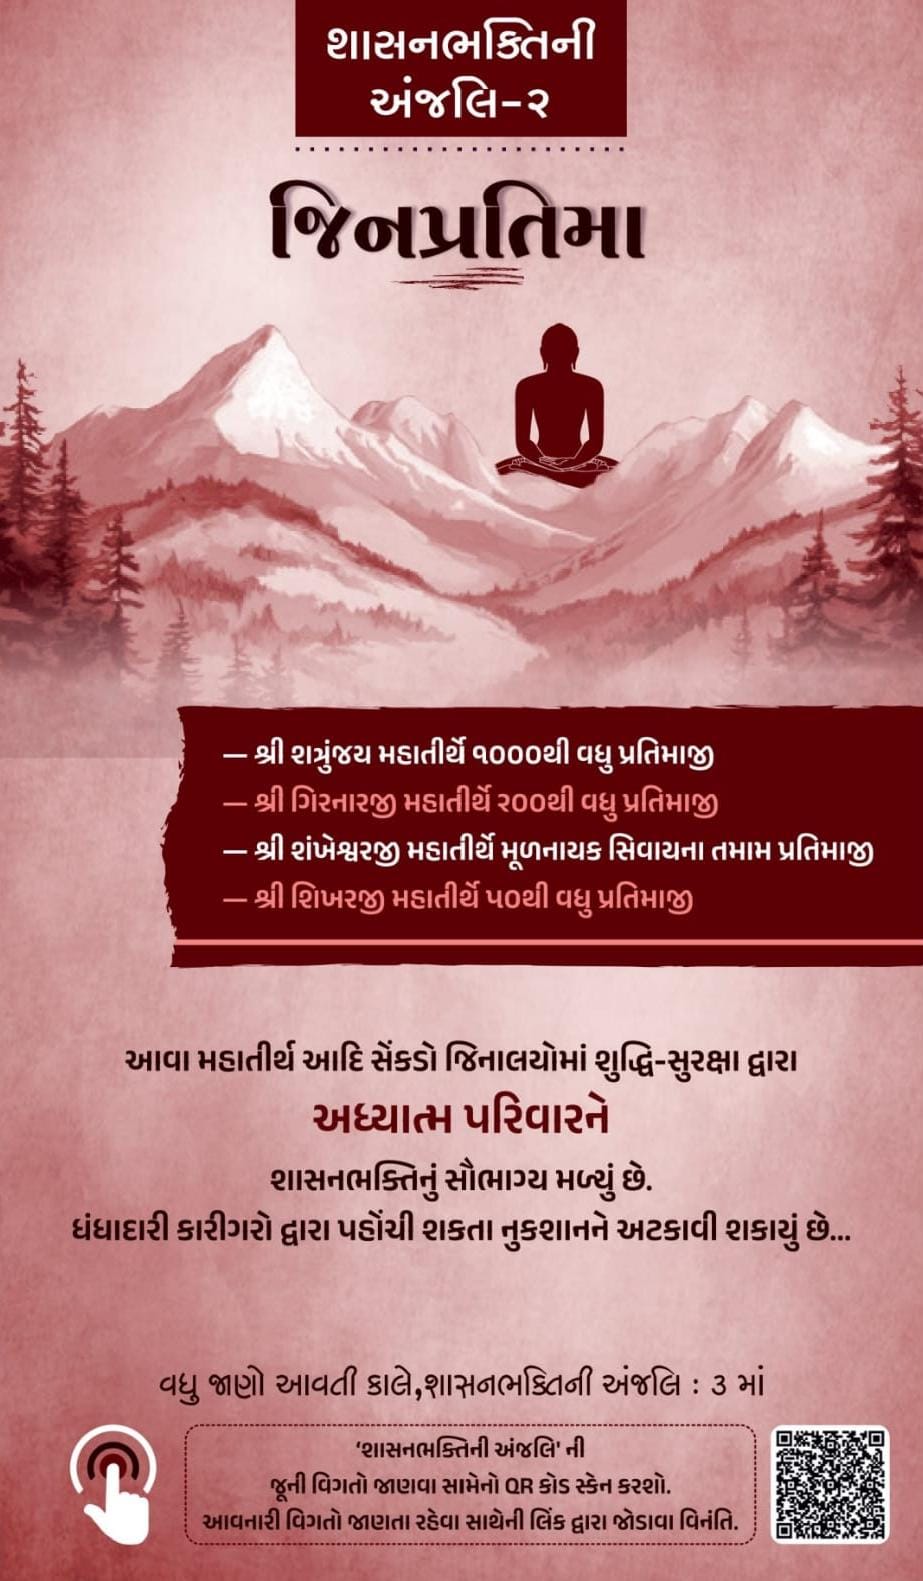 શાસનભક્તિની
અંજલિ-૨
જિનપ્રતિમા
— શ્રી શત્રુંજય મહાતીર્થે ૧૦૦૦થી વધુ પ્રતિમાજી
— શ્રી ગિરનારજી મહાતીર્થે ૨૦૦થી વધુ પ્રતિમાજી
— શ્રી શંખેશ્વરજી મહાતીર્થે મૂળનાયક સિવાયના તમામ પ્રતિમાજી
— શ્રી શિખરજી મહાતીર્થે ૫૦થી વધુ પ્રતિમાજી
આવા મહાતીર્થ આદિ સેંકડો જિનાલયોમાં શુદ્ધિ-સુરક્ષા દ્વારા
અધ્યાત્મ પરિવારને
શાસનભક્તિનું સૌભાગ્ય મળ્યું છે.
ધંધાદારી કારીગરો દ્વારા પહોંચી શકતા નુકશાનને અટકાવી શકાયું છે...
વધુ જાણો આવતી કાલે,શાસનભક્તિની અંજલિ : ૩ માં
‘શાસનભક્તિની અંજલિ' ની
જૂની વિગતો જાણવા સામેનો QR કોડ સ્કેન કરશો.
આવનારી વિગતો જાણતા રહેવા સાથેની લિંક દ્વારા જોડાવા વિનંતિ.